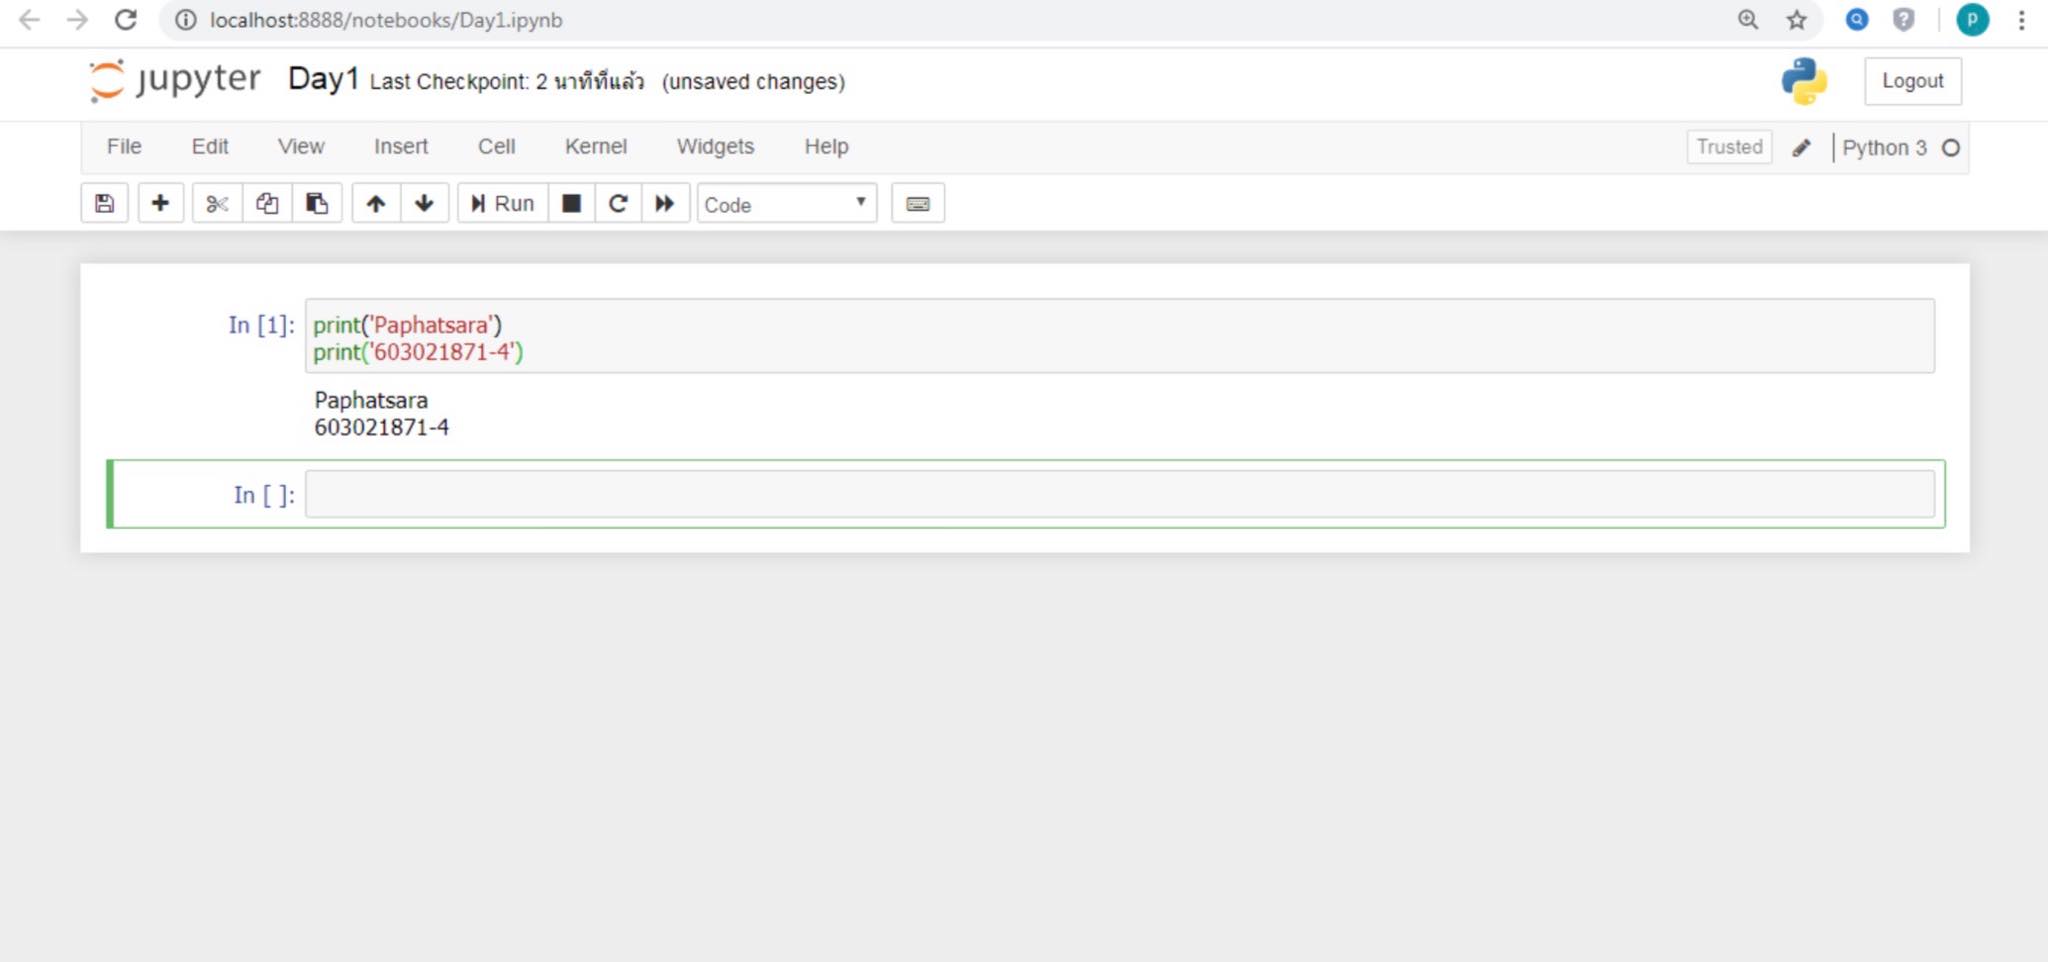 localhost:8888/notebooks/Day1.ipynb
p
jupyter Day1 Last Checkpoint: 2 นาทีที่แล้ว (unsaved changes)
Logout
File Edit View Insert Cell Kernel Widgets Help
Trusted Python 3
Run Code
In [1]: print('Paphatsara')
print('603021871-4')
Paphatsara
603021871-4
In [ ]: